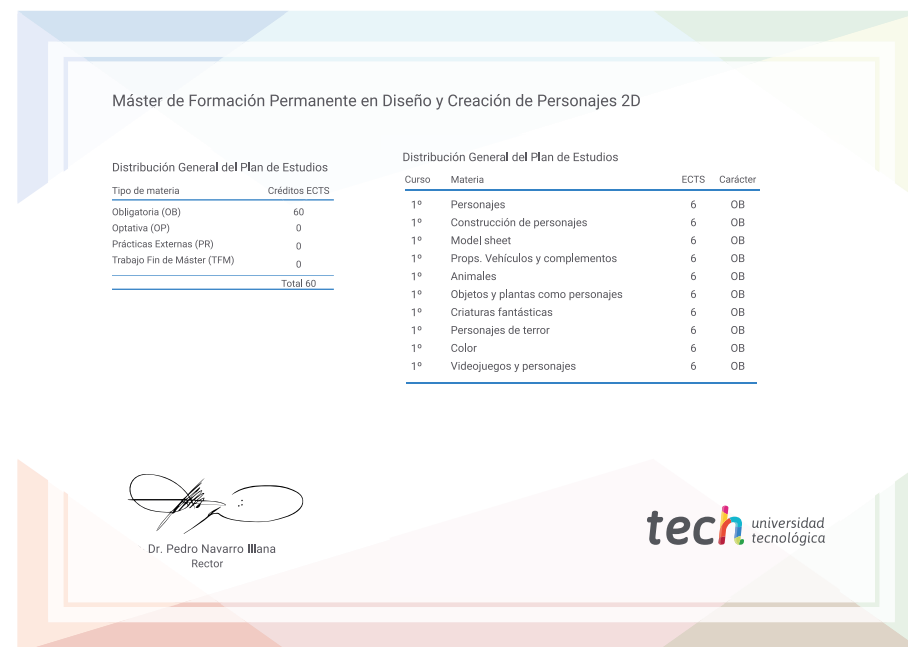 Máster de Formación Permanente en Diseño y Creación de Personajes 2D
Distribución General del Plan de Estudios
Tipo de materia Créditos ECTS
Obligatoria (OB) 60
Optativa (OP) 0
Prácticas Externas (PR) 0
Trabajo Fin de Máster (TFM) 0
Total 60
Distribución General del Plan de Estudios
Curso Materia ECTS Carácter
1º Personajes 6 OB
1º Construcción de personajes 6 OB
1º Model sheet 6 OB
1º Props. Vehículos y complementos 6 OB
1º Animales 6 OB
1º Objetos y plantas como personajes 6 OB
1º Criaturas fantásticas 6 OB
1º Personajes de terror 6 OB
1º Color 6 OB
1º Videojuegos y personajes 6 OB
Dr. Pedro Navarro Illana
Rector
tech universidad
tecnológica